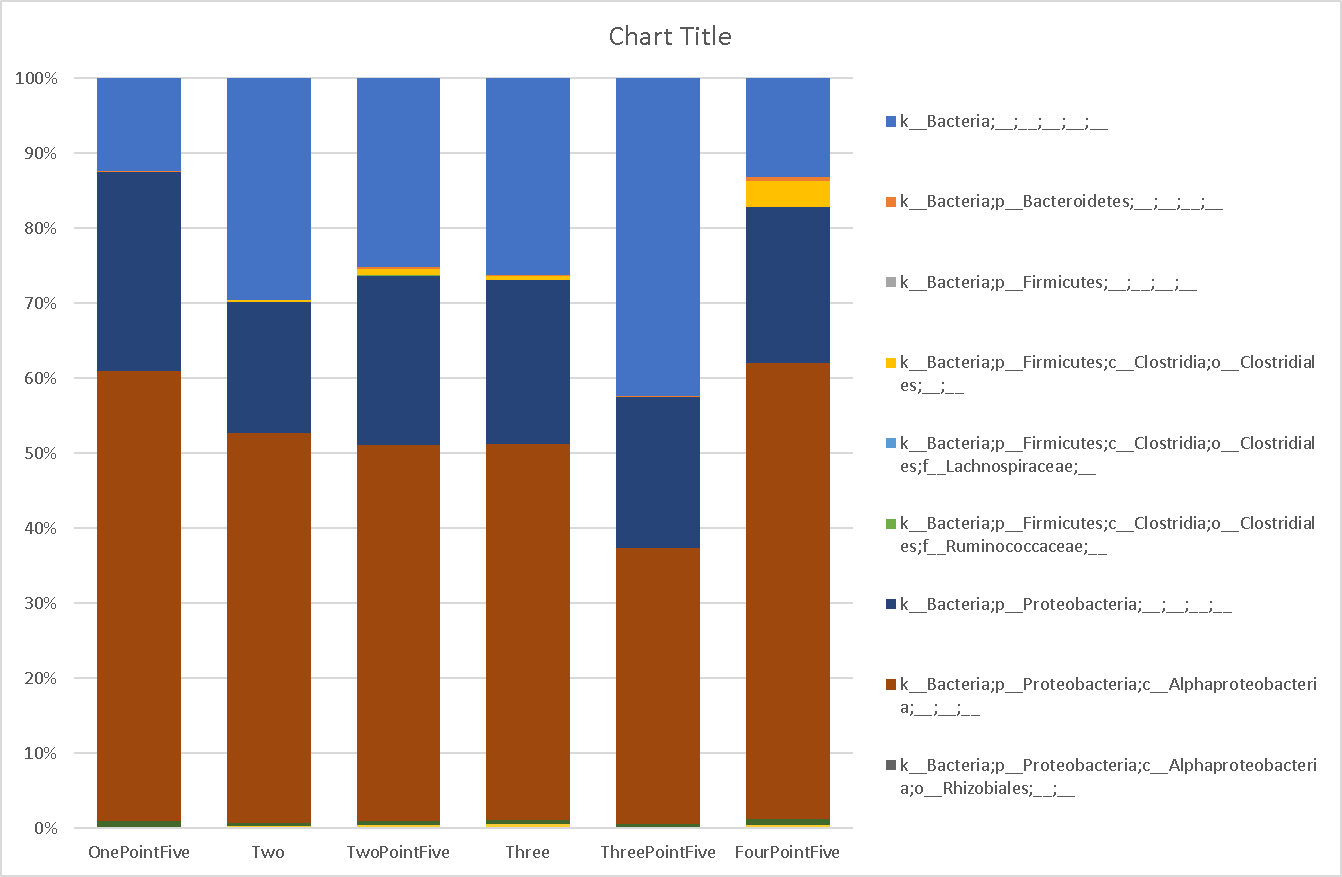 Chart Title
100%
90%
80%
70%
60%
50%
40%
30%
20%
10%
0%
OnePointFive
Two
TwoPointFive
Three
ThreePointFive
FourPointFive
k__Bacteria;__;__;__;__;__
k__Bacteria;p__Bacteroidetes;__;__;__;__
k__Bacteria;p__Firmicutes;__;__;__;__
k__Bacteria;p__Firmicutes;c__Clostridia;o__Clostridial
es;__;__
k__Bacteria;p__Firmicutes;c__Clostridia;o__Clostridial
es;f__Lachnospiraceae;__
k__Bacteria;p__Firmicutes;c__Clostridia;o__Clostridial
es;f__Ruminococcaceae;__
k__Bacteria;p__Proteobacteria;__;__;__;__
k__Bacteria;p__Proteobacteria;c__Alphaproteobacteri
a;__;__;__
k__Bacteria;p__Proteobacteria;c__Alphaproteobacteri
a;o__Rhizobiales;__;__